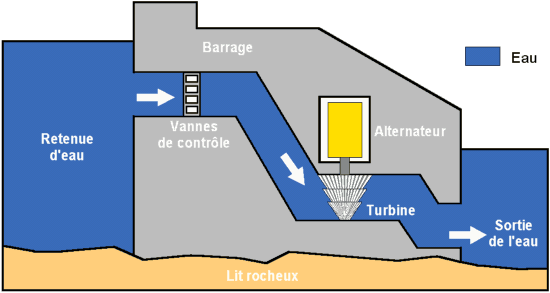 Barrage
Eau
Vannes
de contrôle
Alternateur
Retenue
d'eau
Turbine
Sortie
de l'eau
Lit rocheux